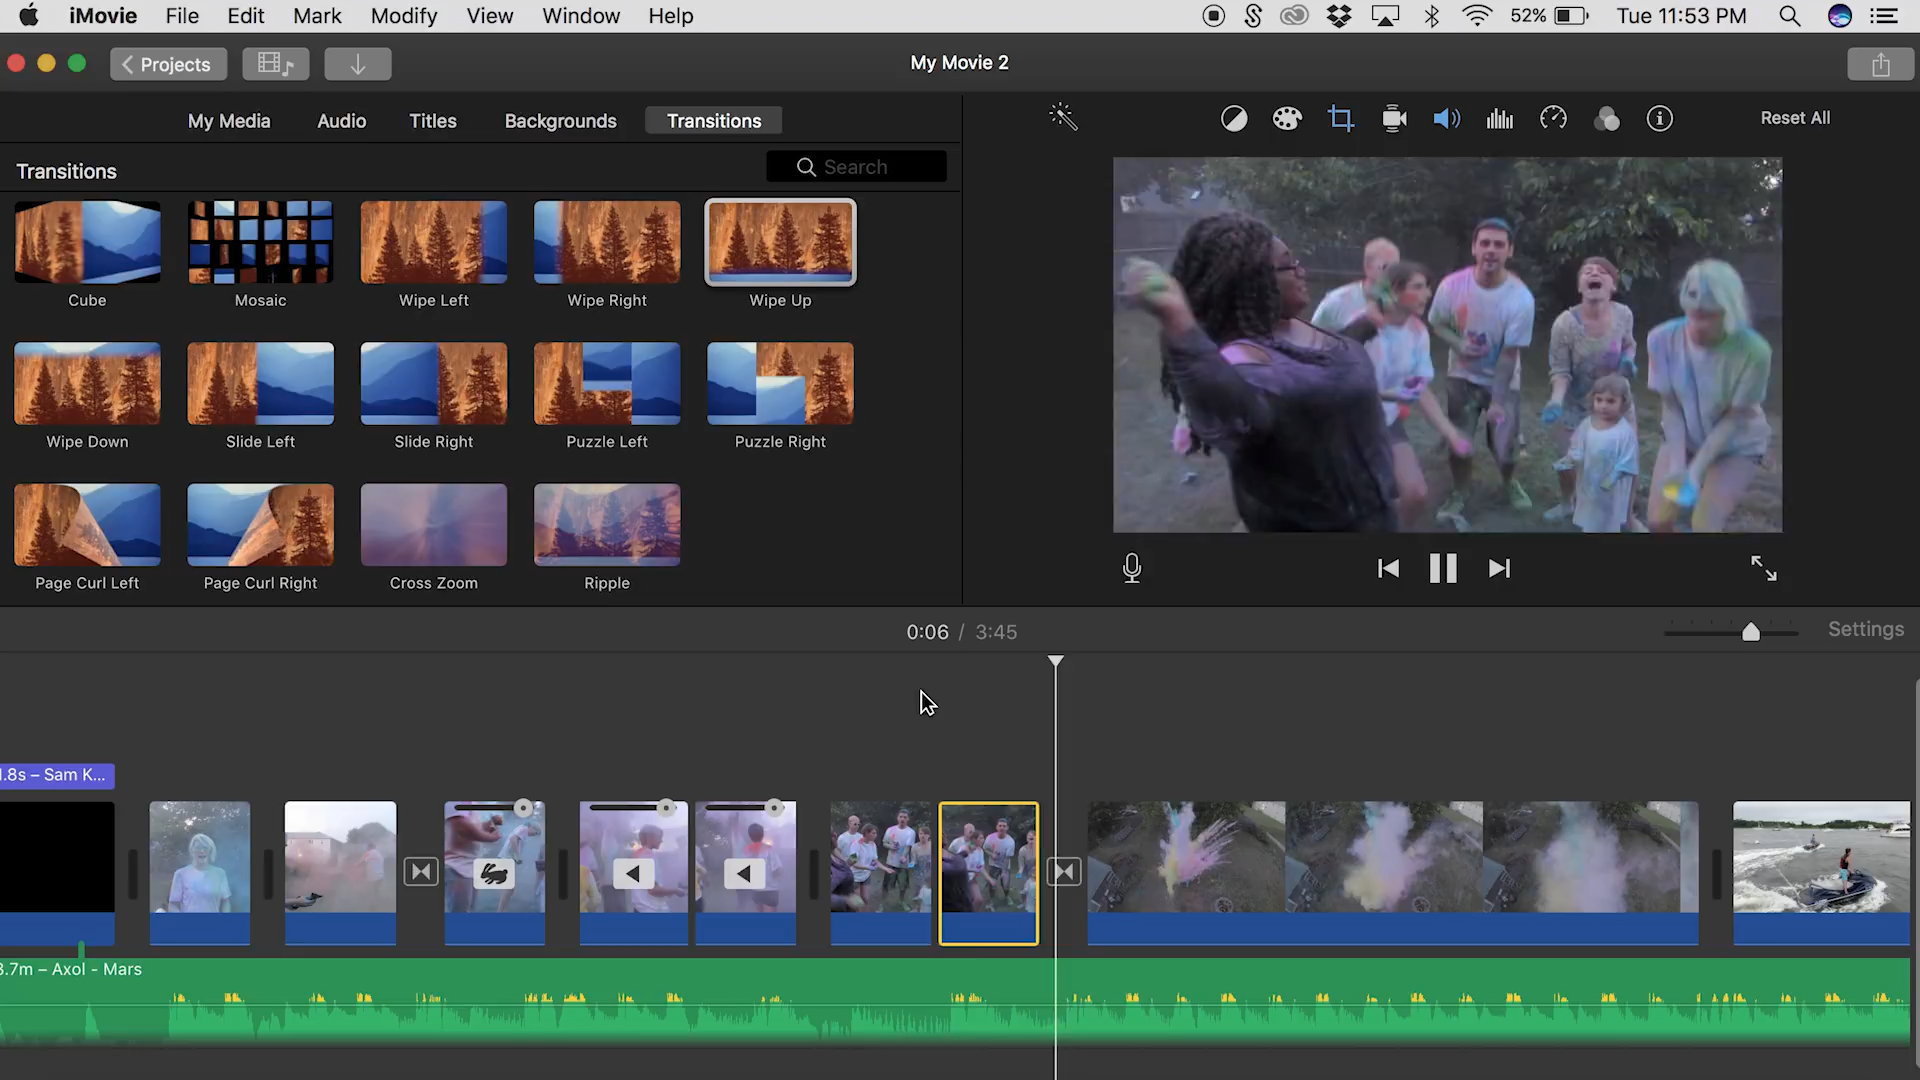 iMovie File Edit Mark Modify View Window Help 52% Tue 11:53 PM
Projects My Movie 2
My Media Audio Titles Backgrounds Transitions Reset All
Transitions Search
Cube Mosaic Wipe Left Wipe Right Wipe Up
Wipe Down Slide Left Slide Right Puzzle Left Puzzle Right
Page Curl Left Page Curl Right Cross Zoom Ripple
0:06 / 3:45 Settings
.8s – Sam K...
3.7m – Axol - Mars